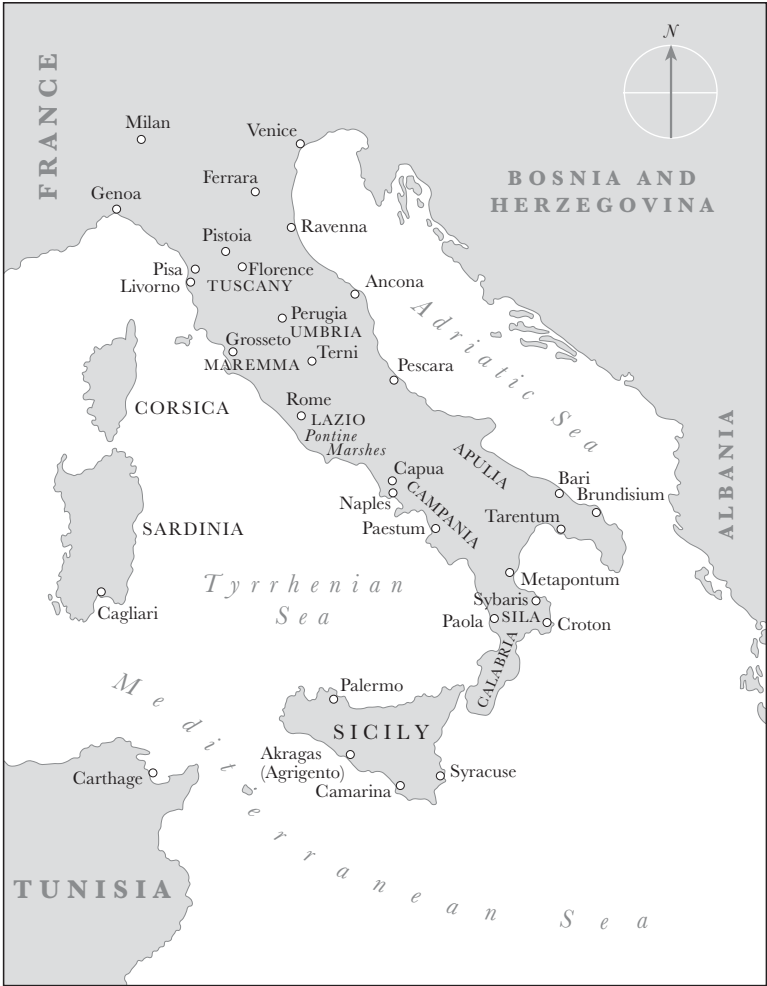 N
FRANCE
Milan
Venice
BOSNIA AND
HERZEGOVINA
Ferrara
Genoa
Ravenna
Pistoia
Pisa
Florence
Livorno
TUSCANY
Ancona
Adriatic Sea
Perugia
UMBRIA
Grosseto
Terni
MAREMMA
Pescara
Rome
CORSICA
LAZIO
Pontine
Marshes
ALBANIA
APULIA
Capua
Bari
Naples
CAMPANIA
Brundisium
Tarentum
Paestum
SARDINIA
Metapontum
Tyrrhenian
Sea
Sybaris
Cagliari
Paola
SILA
Croton
CALABRIA
Mediterranean Sea
Palermo
SICILY
Akragas
(Agrigento)
Syracuse
Carthage
Camarina
TUNISIA